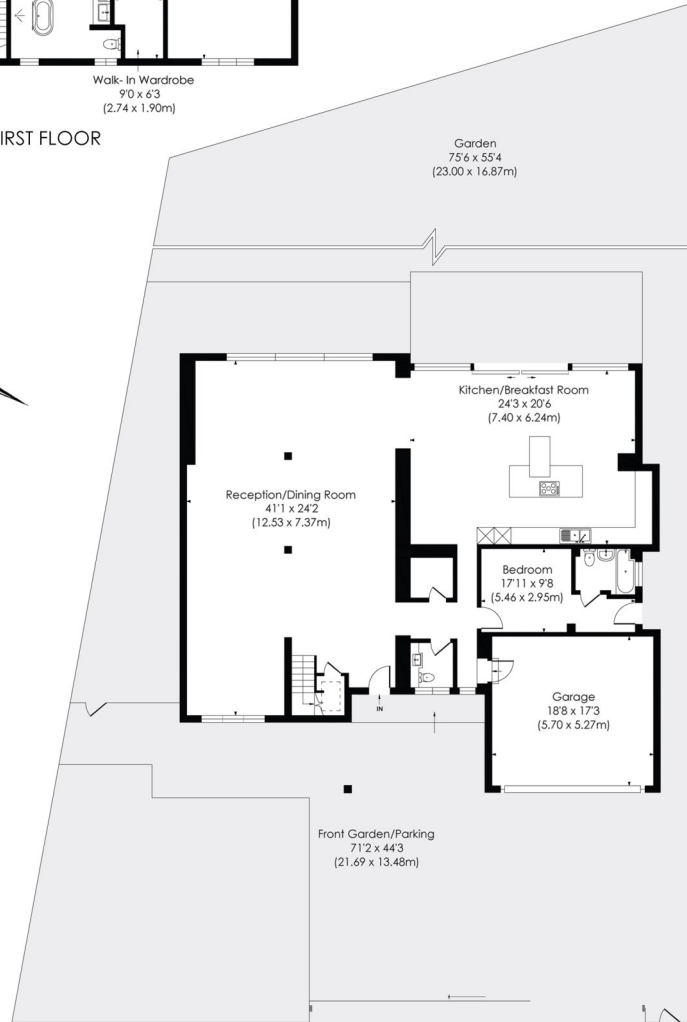 Walk- In Wardrobe
9'0 x 6'3
(2.74 x 1.90m)
IRST FLOOR
Garden
75'6 x 55'4
(23.00 x 16.87m)
Kitchen/Breakfast Room
24'3 x 20'6
(7.40 x 6.24m)
Reception/Dining Room
41'1 x 24'2
(12.53 x 7.37m)
Bedroom
17'11 x 9'8
(5.46 x 2.95m)
Garage
18'8 x 17'3
(5.70 x 5.27m)
IN
Front Garden/Parking
71'2 x 44'3
(21.69 x 13.48m)